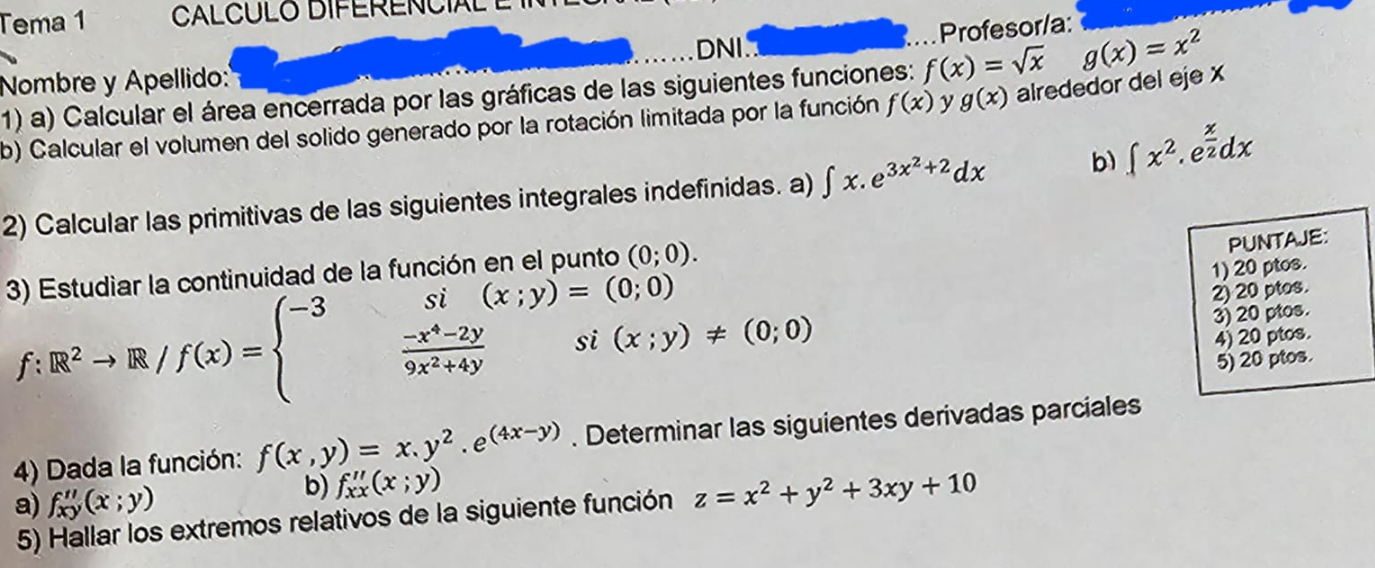 Tema 1 CALCULO DIFERENCIAL E
Nombre y Apellido: ......DNI.. ....Profesor/a:
1) a) Calcular el área encerrada por las gráficas de las siguientes funciones: f(x) = √x g(x) = x²
b) Calcular el volumen del solido generado por la rotación limitada por la función f(x) y g(x) alrededor del eje x
2) Calcular las primitivas de las siguientes integrales indefinidas. a) ∫ x. e^(3x²+2) dx b) ∫ x². e^(x/2) dx
3) Estudiar la continuidad de la función en el punto (0; 0).
f: ℝ² → ℝ / f(x) = { −3 si (x ; y) = (0; 0)
(−x⁴−2y)/(9x²+4y) si (x ; y) ≠ (0; 0)
PUNTAJE:
1) 20 ptos.
2) 20 ptos.
3) 20 ptos.
4) 20 ptos.
5) 20 ptos.
4) Dada la función: f(x , y) = x. y² . e^(4x−y) . Determinar las siguientes derivadas parciales
a) f''xy(x ; y) b) f''xx(x ; y)
5) Hallar los extremos relativos de la siguiente función z = x² + y² + 3xy + 10